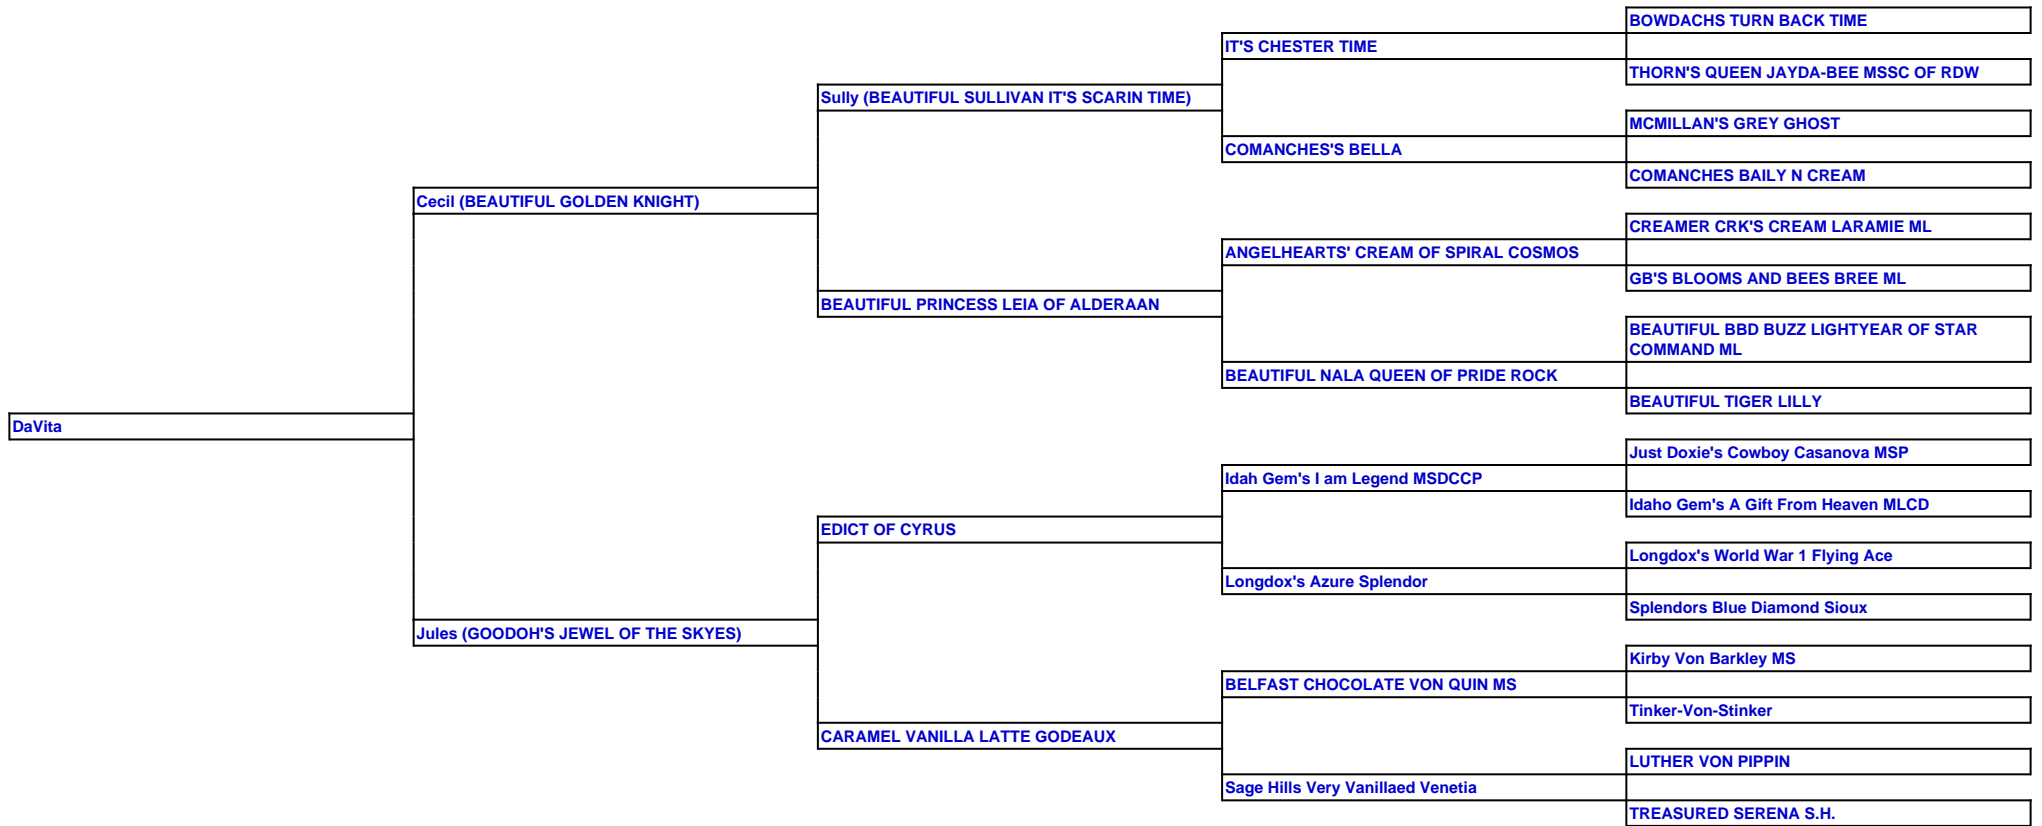 BOWDACHS TURN BACK TIME
IT'S CHESTER TIME
THORN'S QUEEN JAYDA-BEE MSSC OF RDW
Sully (BEAUTIFUL SULLIVAN IT'S SCARIN TIME)
MCMILLAN'S GREY GHOST
COMANCHES'S BELLA
COMANCHES BAILY N CREAM
Cecil (BEAUTIFUL GOLDEN KNIGHT)
CREAMER CRK'S CREAM LARAMIE ML
ANGELHEARTS' CREAM OF SPIRAL COSMOS
GB'S BLOOMS AND BEES BREE ML
BEAUTIFUL PRINCESS LEIA OF ALDERAAN
BEAUTIFUL BBD BUZZ LIGHTYEAR OF STAR
COMMAND ML
BEAUTIFUL NALA QUEEN OF PRIDE ROCK
BEAUTIFUL TIGER LILLY
DaVita
Just Doxie's Cowboy Casanova MSP
Idah Gem's I am Legend MSDCCP
Idaho Gem's A Gift From Heaven MLCD
EDICT OF CYRUS
Longdox's World War 1 Flying Ace
Longdox's Azure Splendor
Splendors Blue Diamond Sioux
Jules (GOODOH'S JEWEL OF THE SKYES)
Kirby Von Barkley MS
BELFAST CHOCOLATE VON QUIN MS
Tinker-Von-Stinker
CARAMEL VANILLA LATTE GODEAUX
LUTHER VON PIPPIN
Sage Hills Very Vanillaed Venetia
TREASURED SERENA S.H.